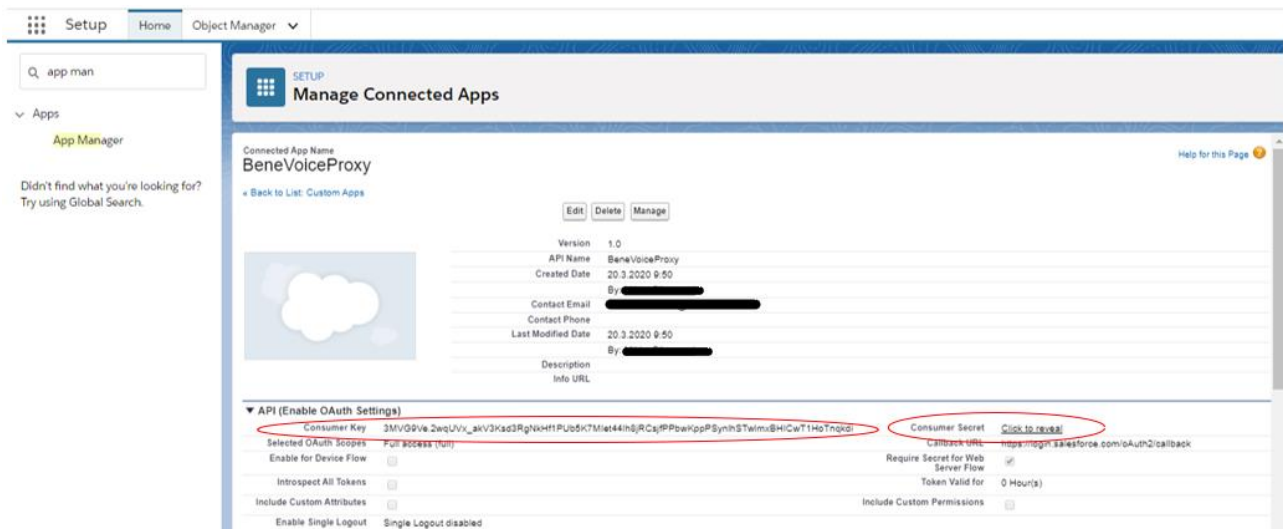 Setup
Home
Object Manager
app man
Apps
App Manager
Didn't find what you're looking for?
Try using Global Search.
SETUP
Manage Connected Apps
Connected App Name
BeneVoiceProxy
Help for this Page
« Back to List: Custom Apps
Edit Delete Manage
Version 1.0
API Name BeneVoiceProxy
Created Date 20.3.2020 9:50
By:
Contact Email
Contact Phone
Last Modified Date 20.3.2020 9:50
By:
Description
Info URL
API (Enable OAuth Settings)
Consumer Key
Consumer Secret Click to reveal
Selected OAuth Scopes Full access (full)
Callback URL https://login.salesforce.com/oAuth2/callback
Enable for Device Flow
Require Secret for Web
Server Flow
Introspect All Tokens
Token Valid for 0 Hour(s)
Include Custom Attributes
Include Custom Permissions
Enable Single Logout Single Logout disabled